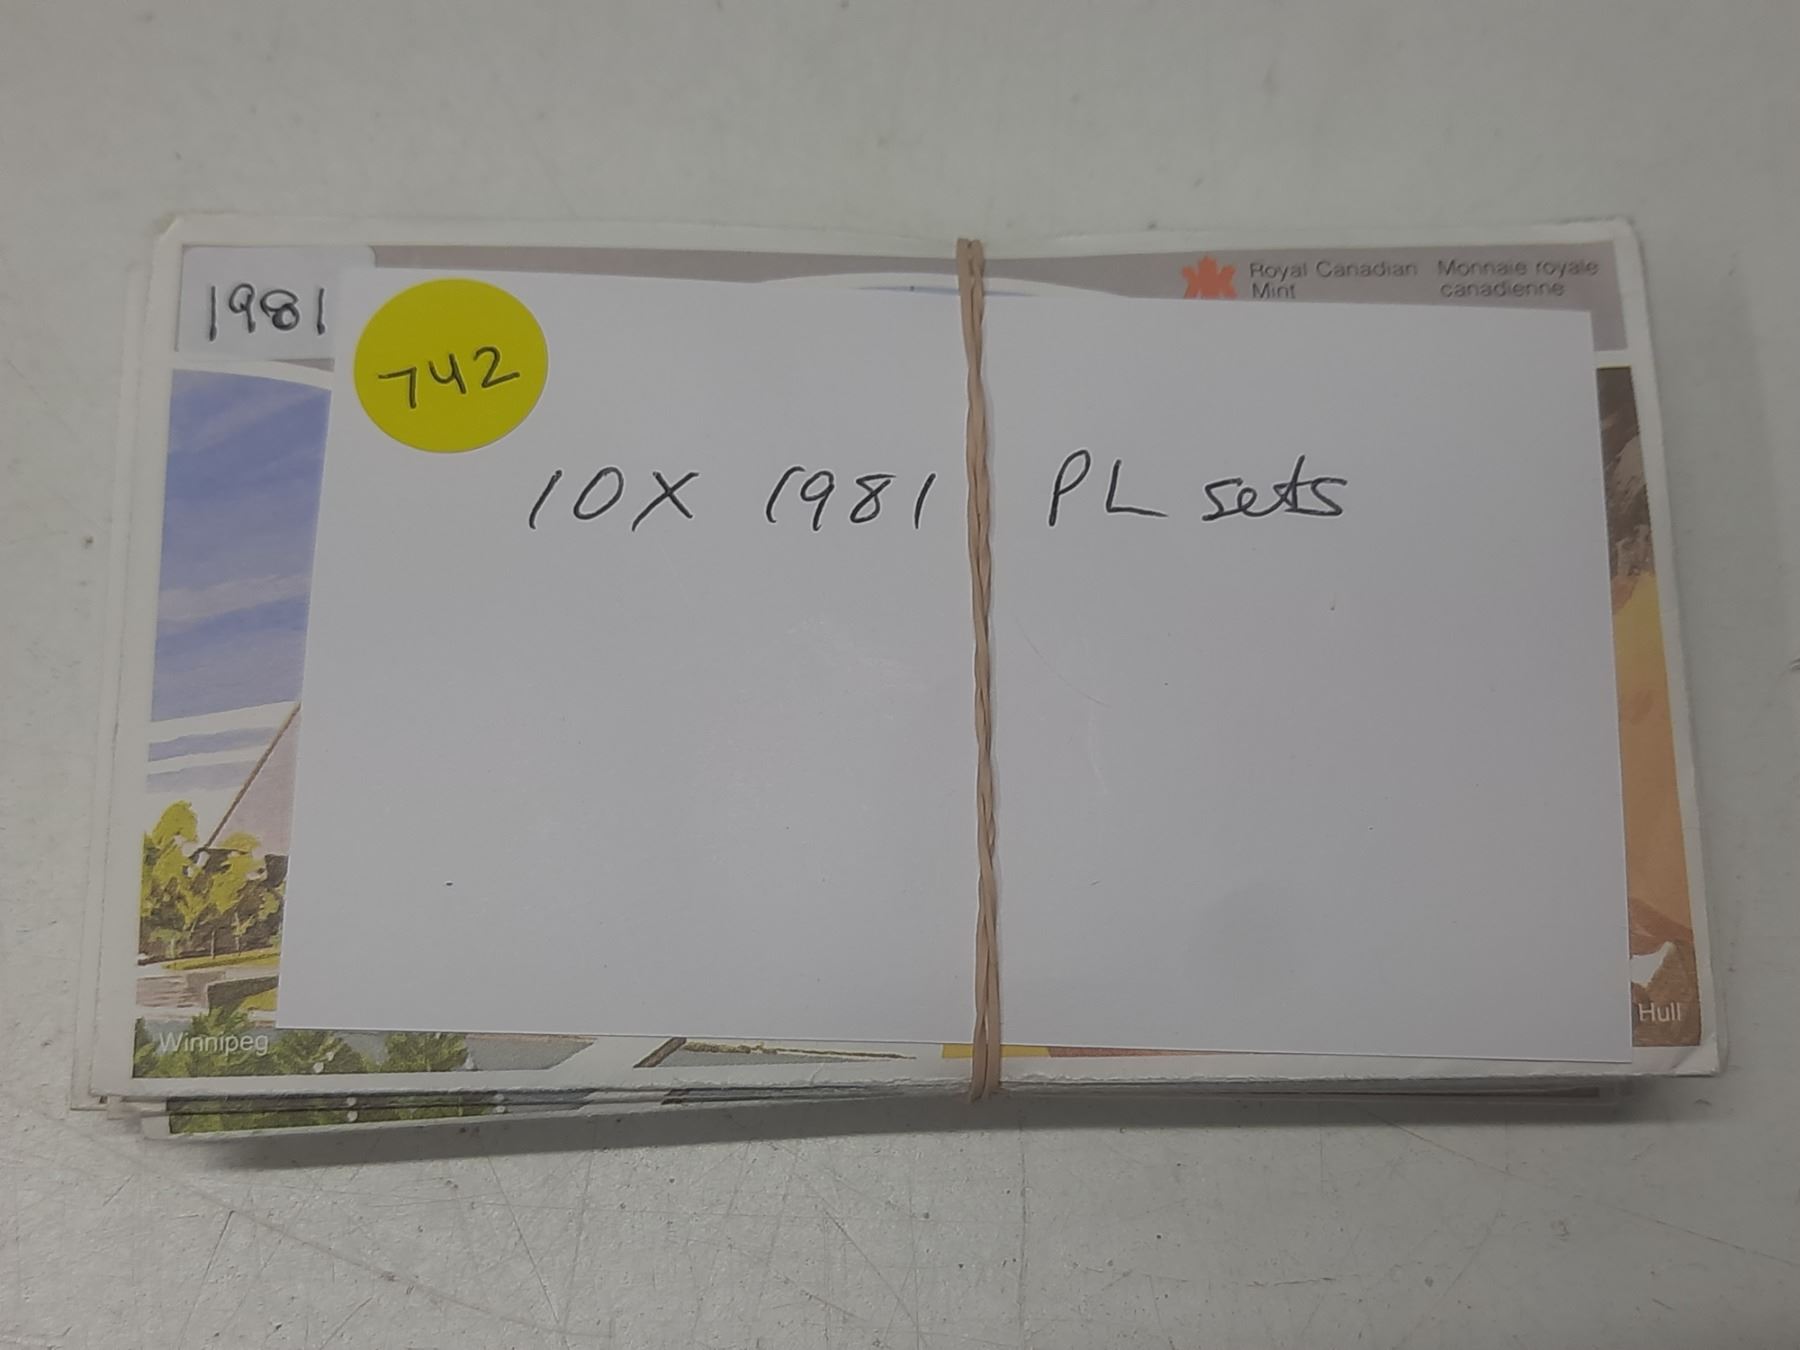 Royal Canadian Monnaie royale
Mint canadienne
1981
742
10X 1981 PL sets
Winnipeg
Hull